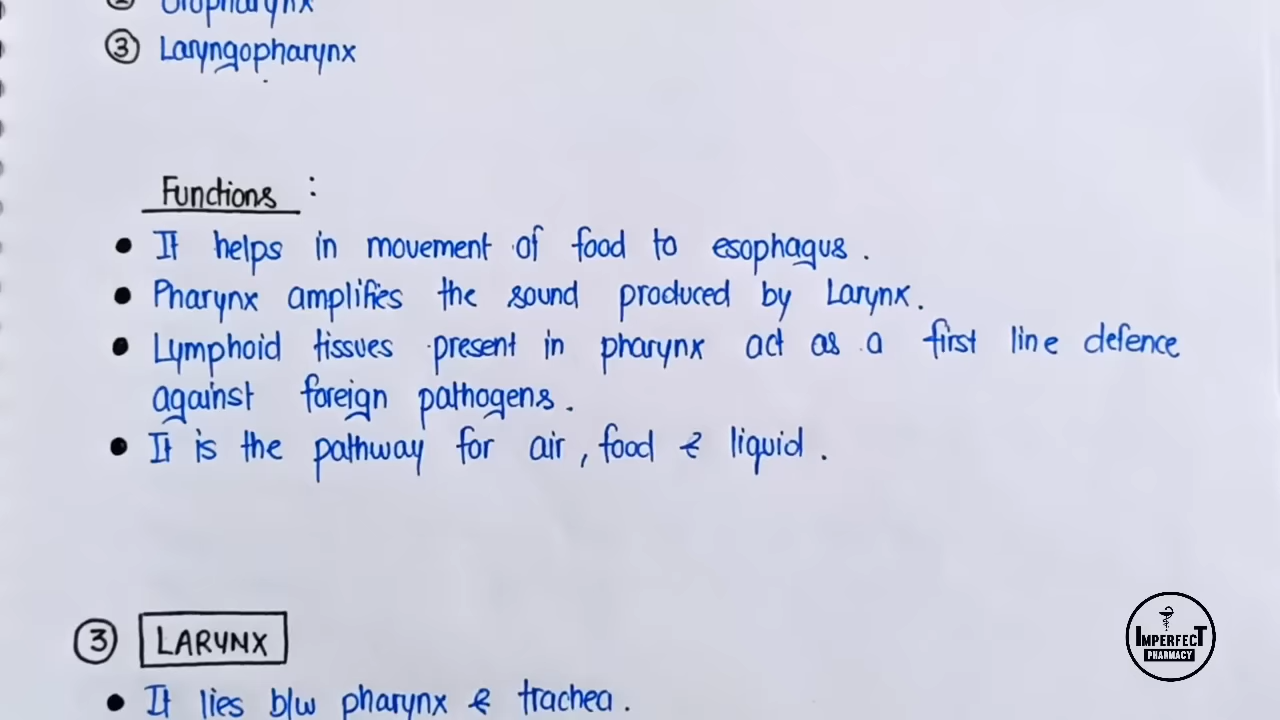 ② Oropharynx
③ Laryngopharynx
Functions :
• It helps in movement of food to esophagus.
• Pharynx amplifies the sound produced by Larynx.
• Lymphoid tissues present in pharynx act as a first line defence
against foreign pathogens.
• It is the pathway for air, food & liquid.
③ LARYNX
• It lies b/w pharynx & trachea.
IMPERFECT
PHARMACY